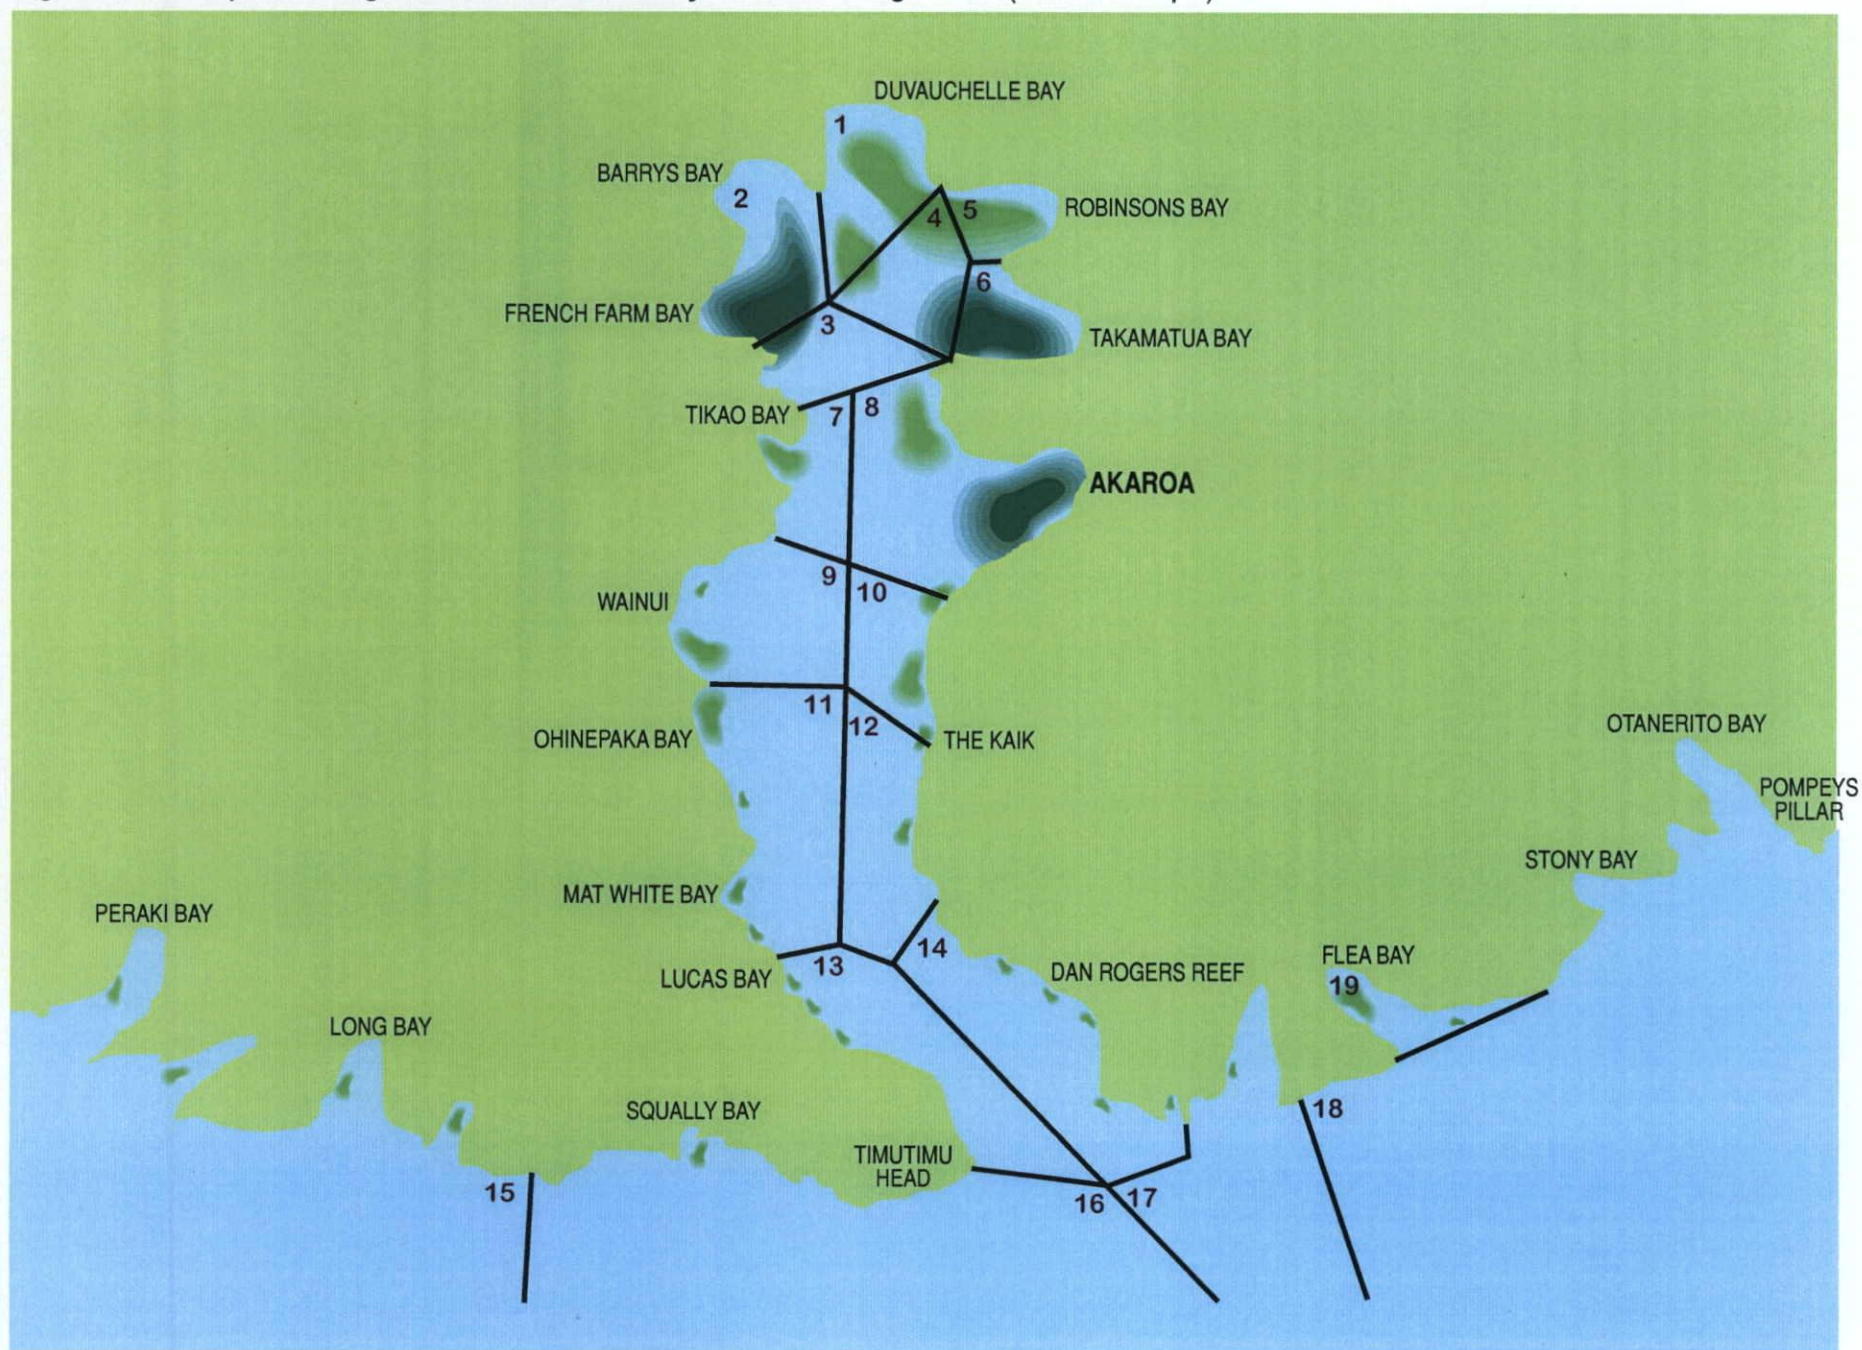 DUVAUCHELLE BAY
1
BARRYS BAY
2
4
5
ROBINSONS BAY
6
FRENCH FARM BAY
3
TAKAMATUA BAY
TIKAO BAY
7
8
AKAROA
9
10
WAINUI
11
12
OHINEPAKA BAY
THE KAIK
OTANERITO BAY
POMPEYS
PILLAR
STONY BAY
MAT WHITE BAY
PERAKI BAY
13
14
LUCAS BAY
DAN ROGERS REEF
FLEA BAY
19
LONG BAY
SQUALLY BAY
18
TIMUTIMU
HEAD
15
16
17